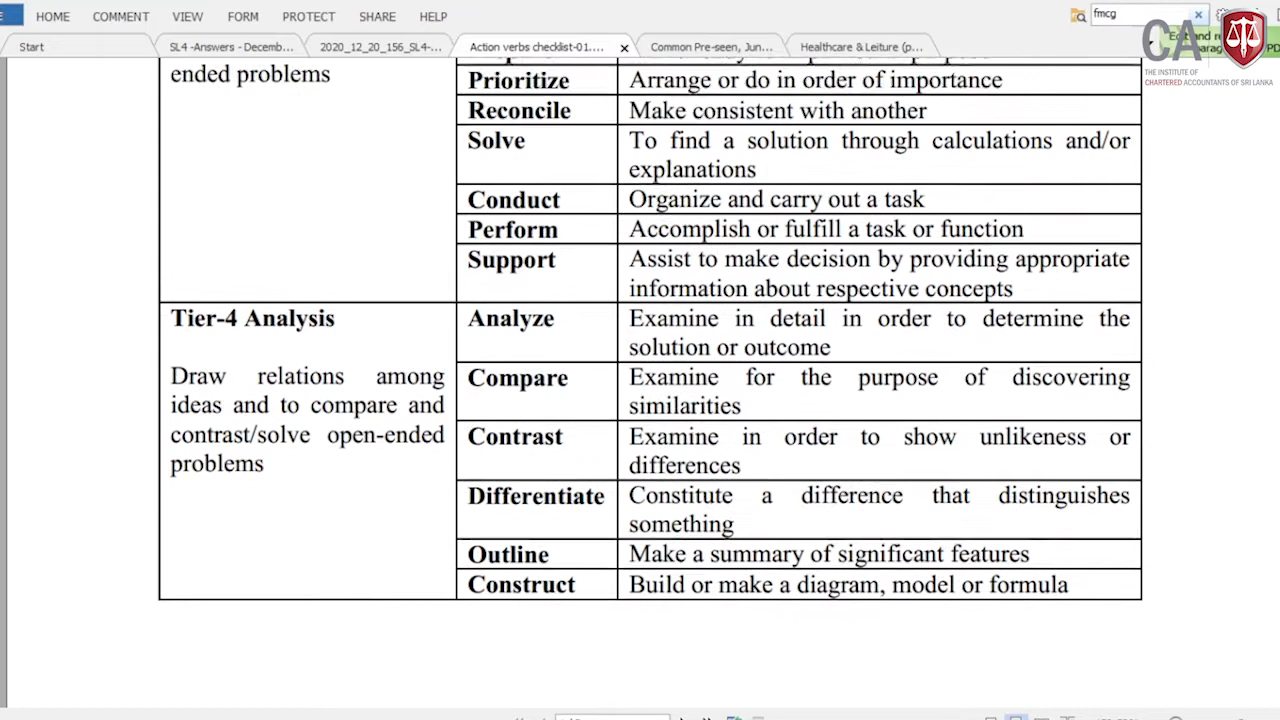 HOME COMMENT VIEW FORM PROTECT SHARE HELP
fmcg
CA
THE INSTITUTE OF
CHARTERED ACCOUNTANTS OF SRI LANKA
Start
SL4 -Answers - Decemb...
2020_12_20_156_SL4-...
Action verbs checklist-01....
Common Pre-seen, Jun...
Healthcare & Leiture (p...
ended problems
Prioritize Arrange or do in order of importance
Reconcile Make consistent with another
Solve To find a solution through calculations and/or
explanations
Conduct Organize and carry out a task
Perform Accomplish or fulfill a task or function
Support Assist to make decision by providing appropriate
information about respective concepts
Tier-4 Analysis
Draw relations among
ideas and to compare and
contrast/solve open-ended
problems
Analyze Examine in detail in order to determine the
solution or outcome
Compare Examine for the purpose of discovering
similarities
Contrast Examine in order to show unlikeness or
differences
Differentiate Constitute a difference that distinguishes
something
Outline Make a summary of significant features
Construct Build or make a diagram, model or formula